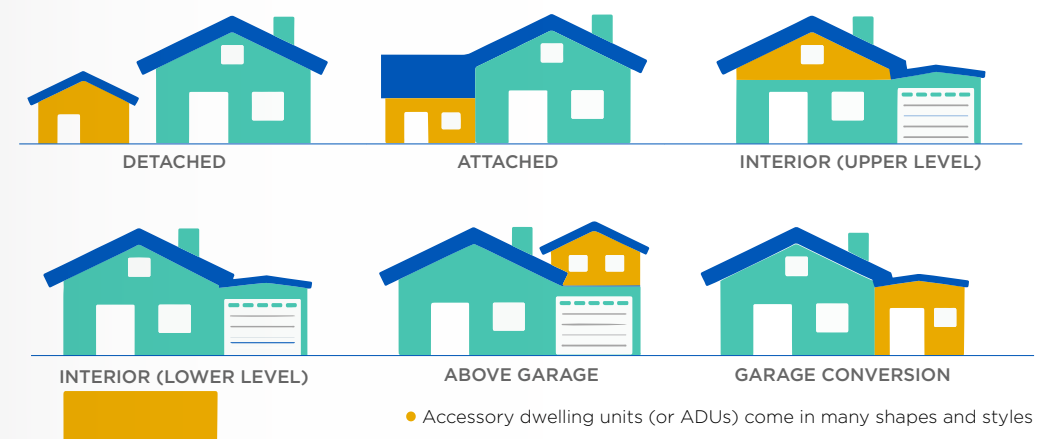 DETACHED
ATTACHED
INTERIOR (UPPER LEVEL)
INTERIOR (LOWER LEVEL)
ABOVE GARAGE
GARAGE CONVERSION
Accessory dwelling units (or ADUs) come in many shapes and styles